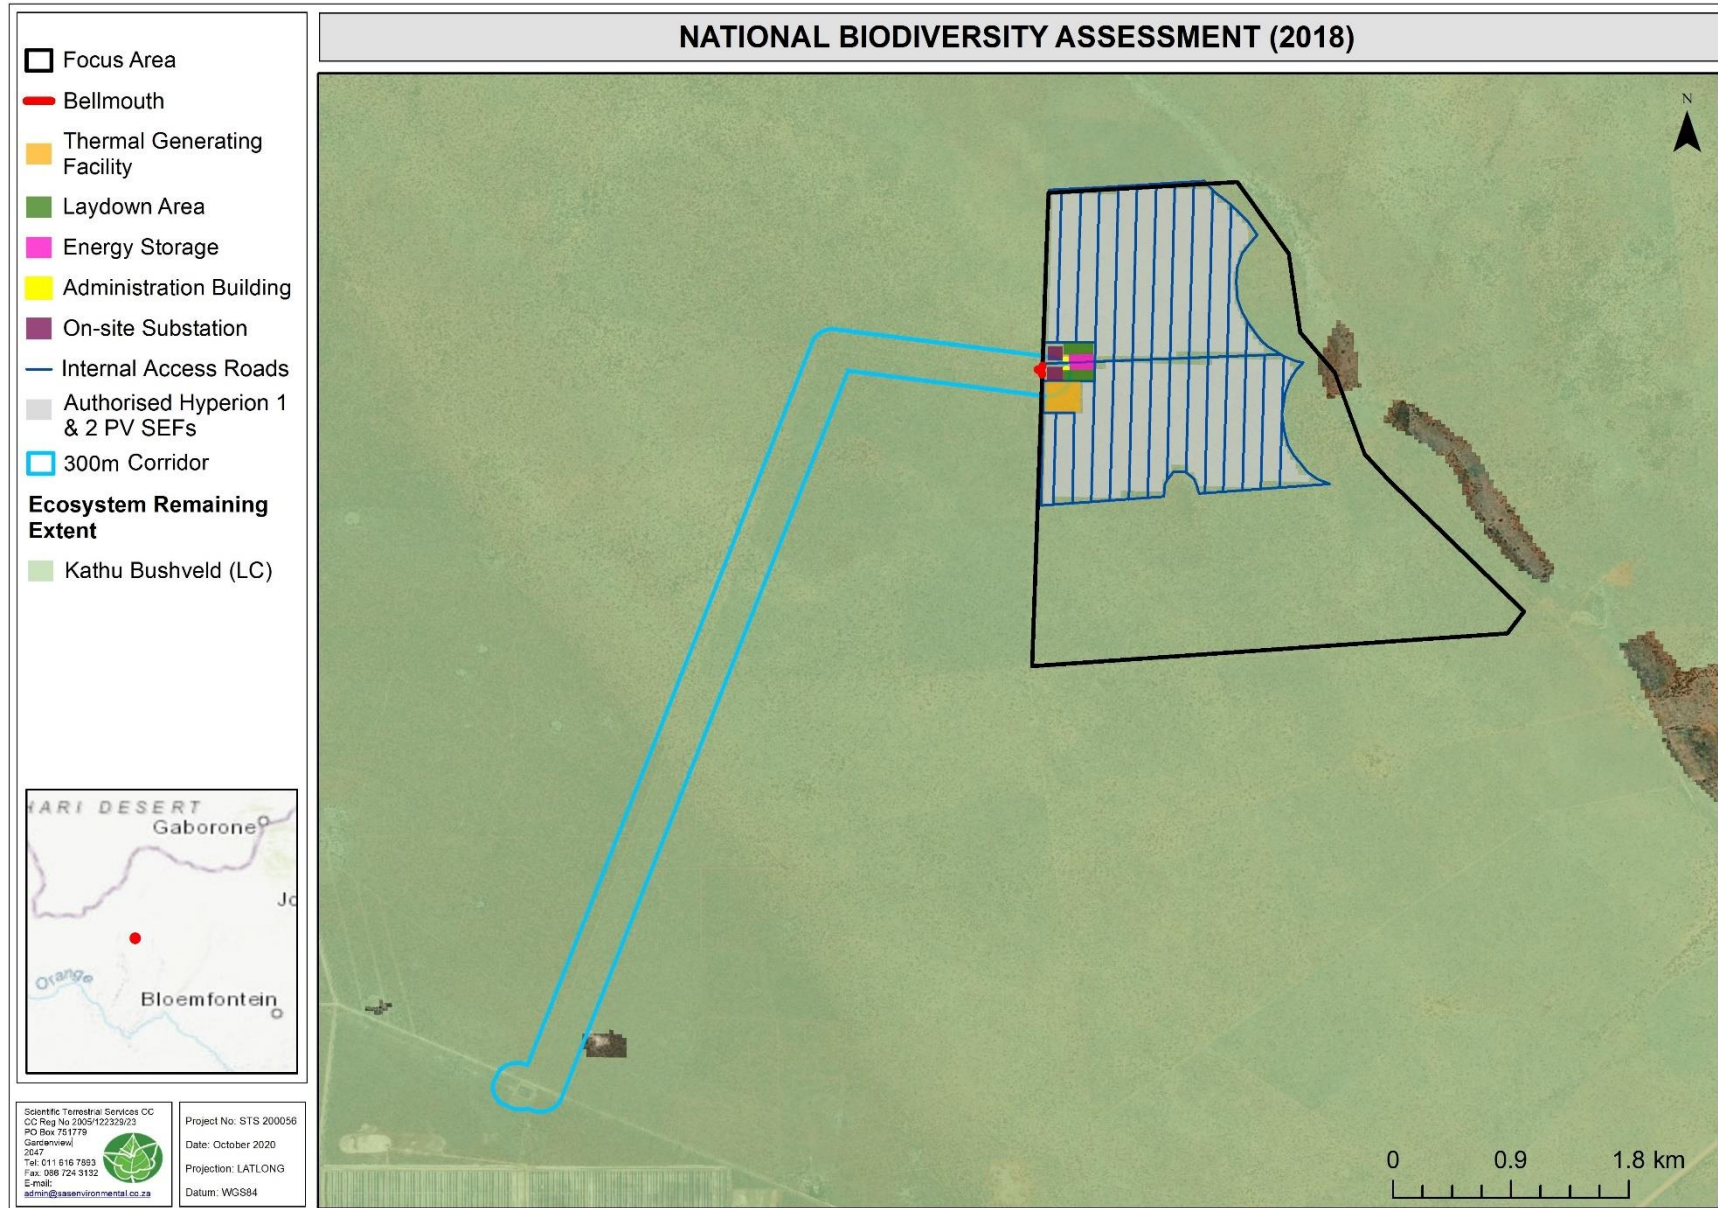 NATIONAL BIODIVERSITY ASSESSMENT (2018)
Focus Area
Bellmouth
Thermal Generating
Facility
Laydown Area
Energy Storage
Administration Building
On-site Substation
Internal Access Roads
Authorised Hyperion 1
& 2 PV SEFs
300m Corridor
Ecosystem Remaining
Extent
Kathu Bushveld (LC)
N
HARI DESERT
Gaborone
Jo
Orange
Bloemfontein
Scientific Terrestrial Services CC
CC Reg No 2005/122329/23
PO Box 751779
Gardenview
2047
Tel: 011 616 7893
Fax: 086 724 3132
E-mail:
admin@sasenvironmental.co.za
Project No: STS 200056
Date: October 2020
Projection: LATLONG
Datum: WGS84
0 0.9 1.8 km